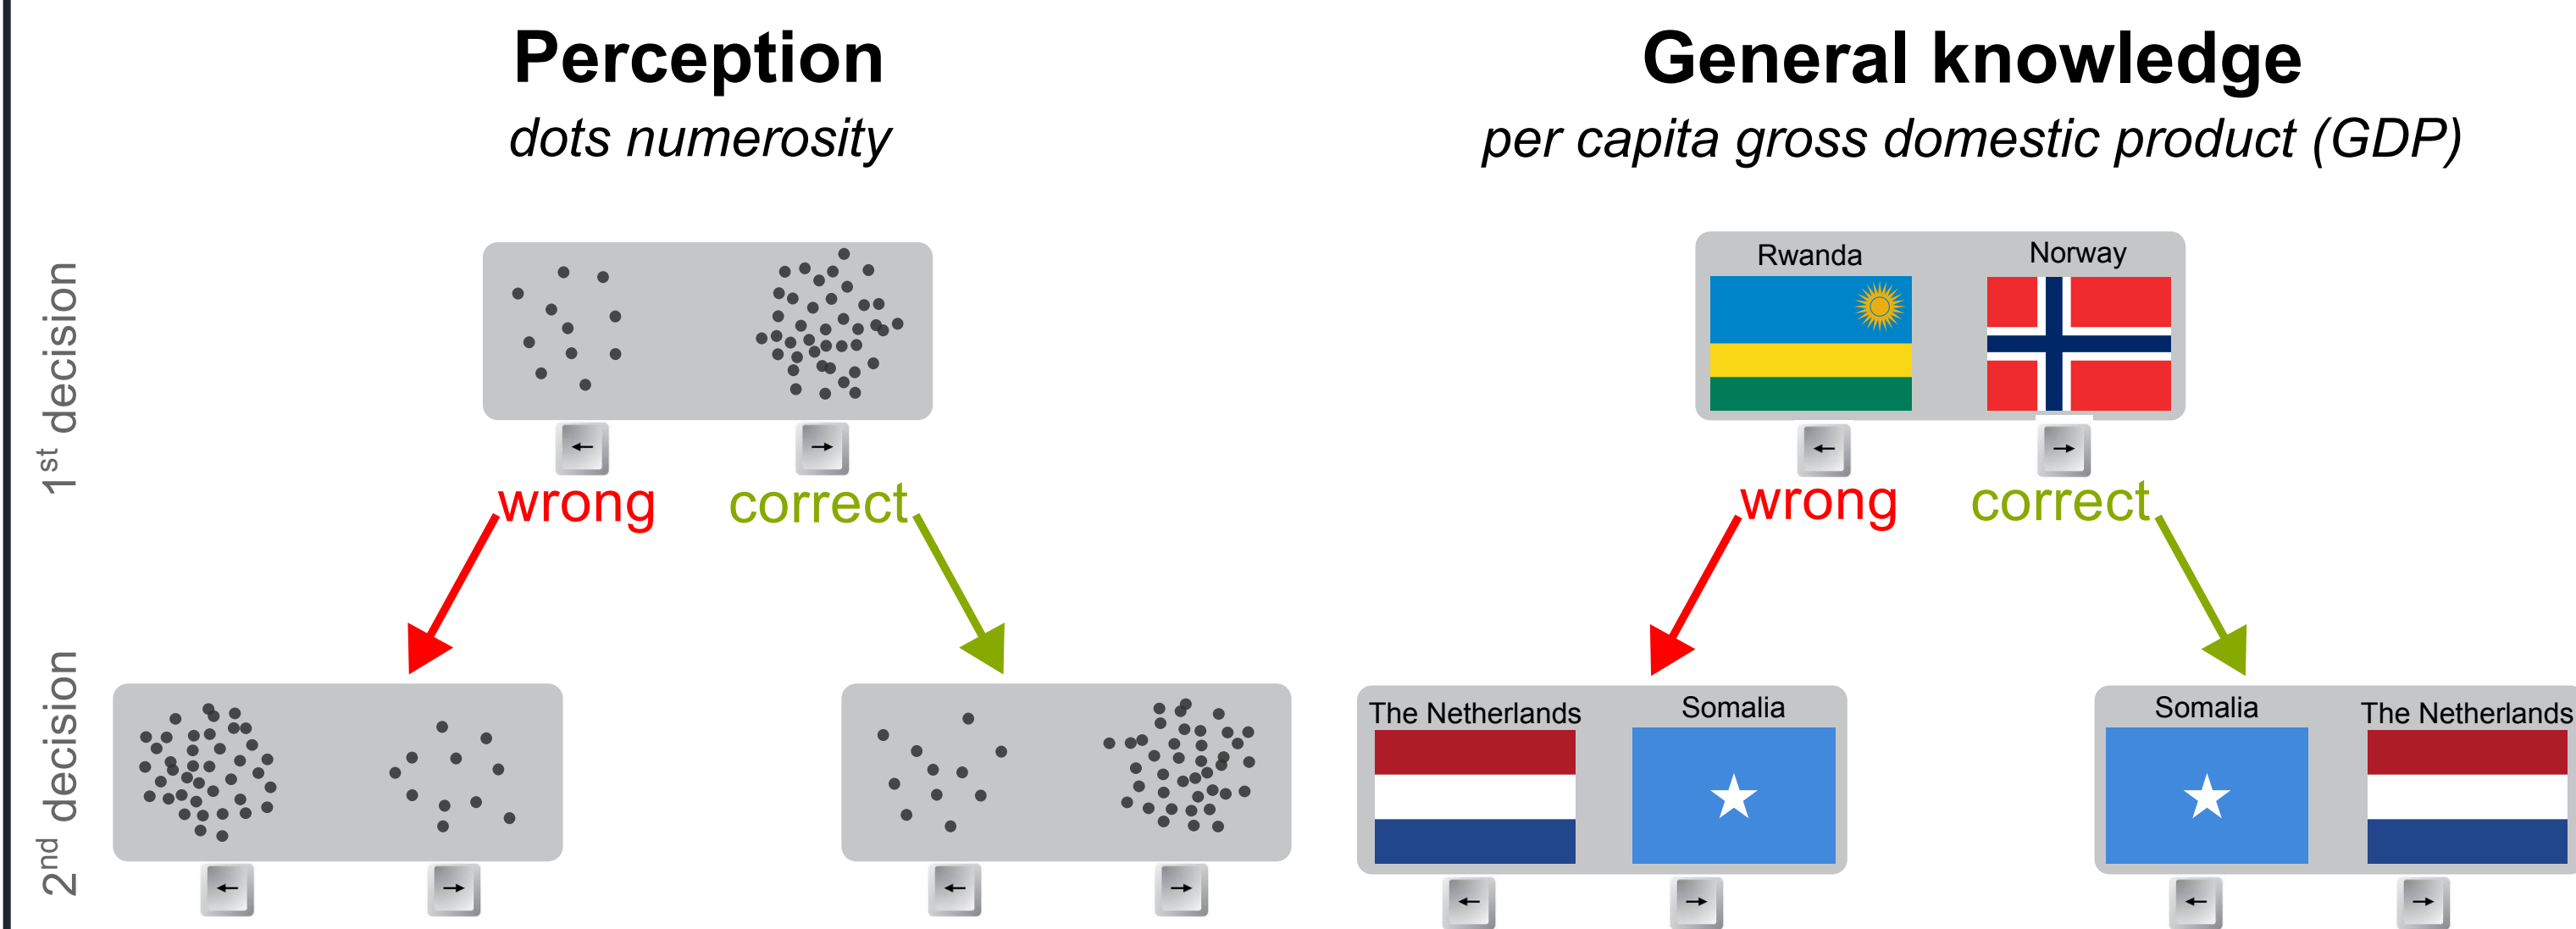 Perception
dots numerosity
General knowledge
per capita gross domestic product (GDP)
1st decision
Rwanda
Norway
← →
← →
wrong correct
wrong correct
2nd decision
The Netherlands
Somalia
Somalia
The Netherlands
← →
← →
← →
← →